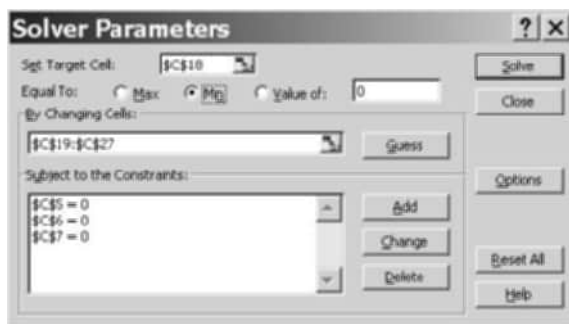 Solver Parameters
Set Target Cell: $C$18 Solve
Equal To: Max Min Value of: 0 Close
By Changing Cells:
$C$19:$C$27 Guess
Subject to the Constraints: Options
$C$5 = 0 Add
$C$6 = 0
$C$7 = 0 Change
Reset All
Delete
Help